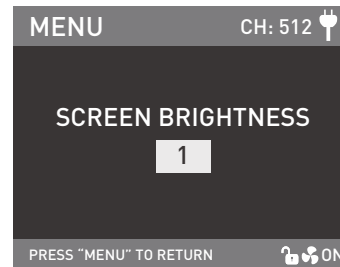 MENU CH: 512
SCREEN BRIGHTNESS
1
PRESS “MENU” TO RETURN ON